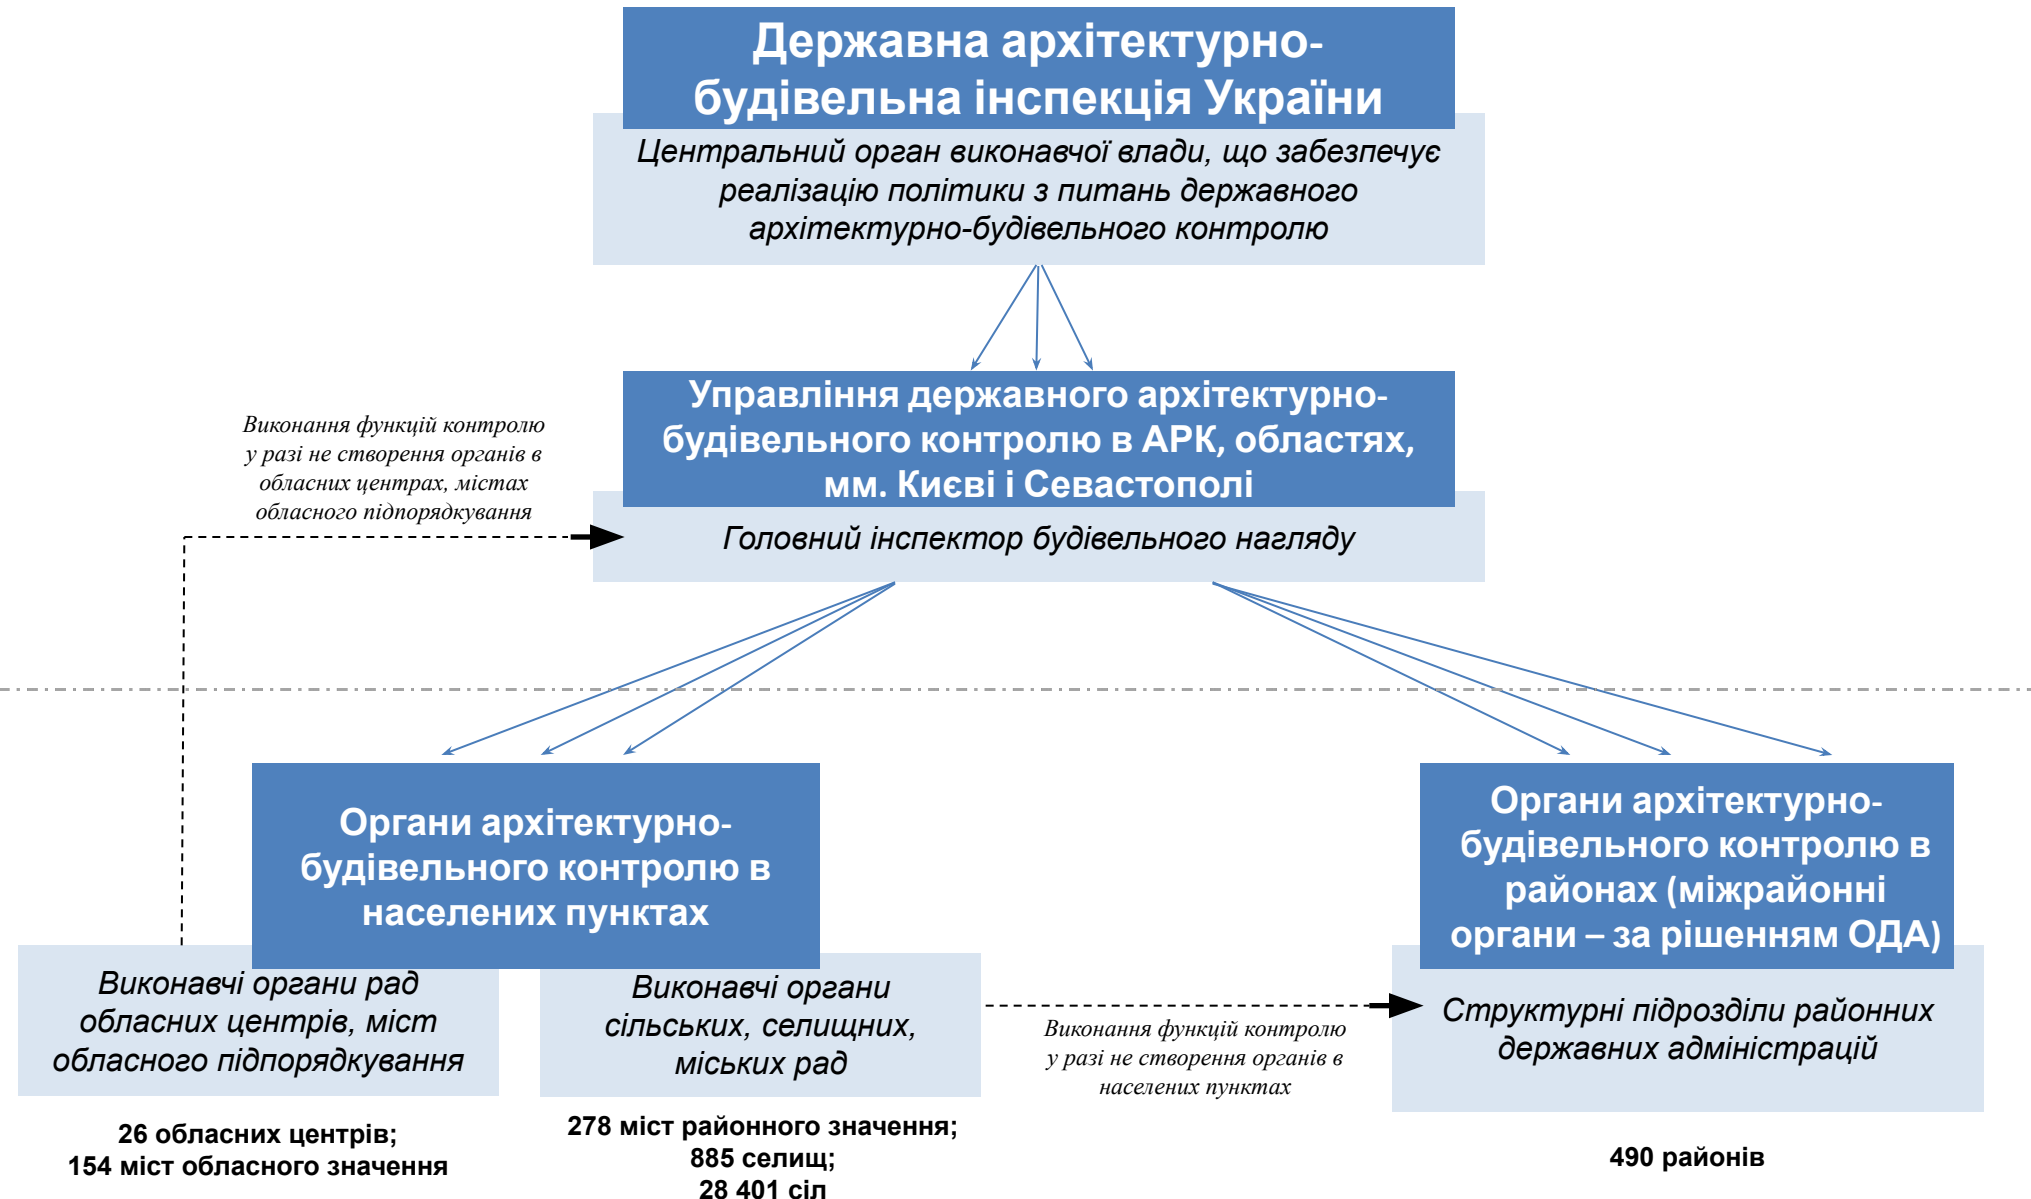 Державна архітектурно-
будівельна інспекція України
Центральний орган виконавчої влади, що забезпечує
реалізацію політики з питань державного
архітектурно-будівельного контролю
Управління державного архітектурно-
будівельного контролю в АРК, областях,
мм. Києві і Севастополі
Головний інспектор будівельного нагляду
Виконання функцій контролю
у разі не створення органів в
обласних центрах, містах
обласного підпорядкування
Органи архітектурно-
будівельного контролю в
населених пунктах
Виконавчі органи рад
обласних центрів, міст
обласного підпорядкування
26 обласних центрів;
154 міст обласного значення
Виконавчі органи
сільських, селищних,
міських рад
278 міст районного значення;
885 селищ;
28 401 сіл
Виконання функцій контролю
у разі не створення органів в
населених пунктах
Органи архітектурно-
будівельного контролю в
районах (міжрайонні
органи – за рішенням ОДА)
Структурні підрозділи районних
державних адміністрацій
490 районів